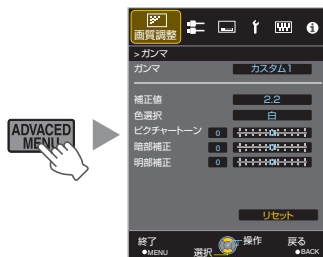 画質調整
>ガンマ
ガンマ カスタム1
補正値 2.2
色選択 白
ピクチャートーン 0
暗部補正 0
明部補正 0
リセット
ADVACED
MENU
終了 操作 戻る
●MENU 選択 ●BACK